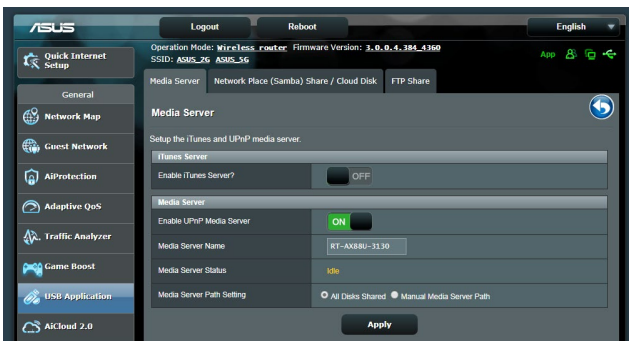 ASUS
Logout
Reboot
English
Operation Mode: Wireless router Firmware Version: 3.0.0.4.384_4360
SSID: ASUS_2G ASUS_5G
App
Quick Internet
Setup
General
Network Map
Guest Network
AiProtection
Adaptive QoS
Traffic Analyzer
Game Boost
USB Application
AiCloud 2.0
Media Server
Network Place (Samba) Share / Cloud Disk
FTP Share
Media Server
Setup the iTunes and UPnP media server.
iTunes Server
Enable iTunes Server?
OFF
Media Server
Enable UPnP Media Server
ON
Media Server Name
RT-AX88U-3130
Media Server Status
Idle
Media Server Path Setting
All Disks Shared
Manual Media Server Path
Apply